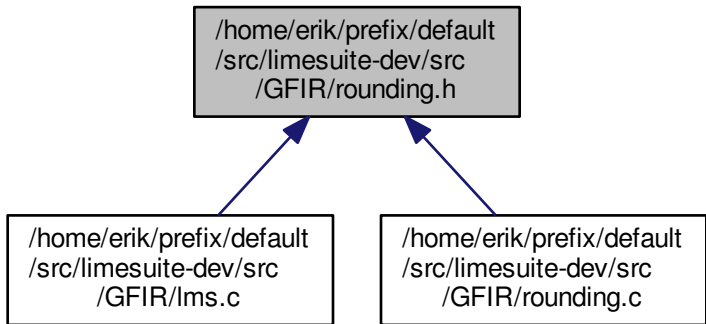 /home/erik/prefix/default
/src/limesuite-dev/src
/GFIR/rounding.h
/home/erik/prefix/default
/src/limesuite-dev/src
/GFIR/lms.c
/home/erik/prefix/default
/src/limesuite-dev/src
/GFIR/rounding.c